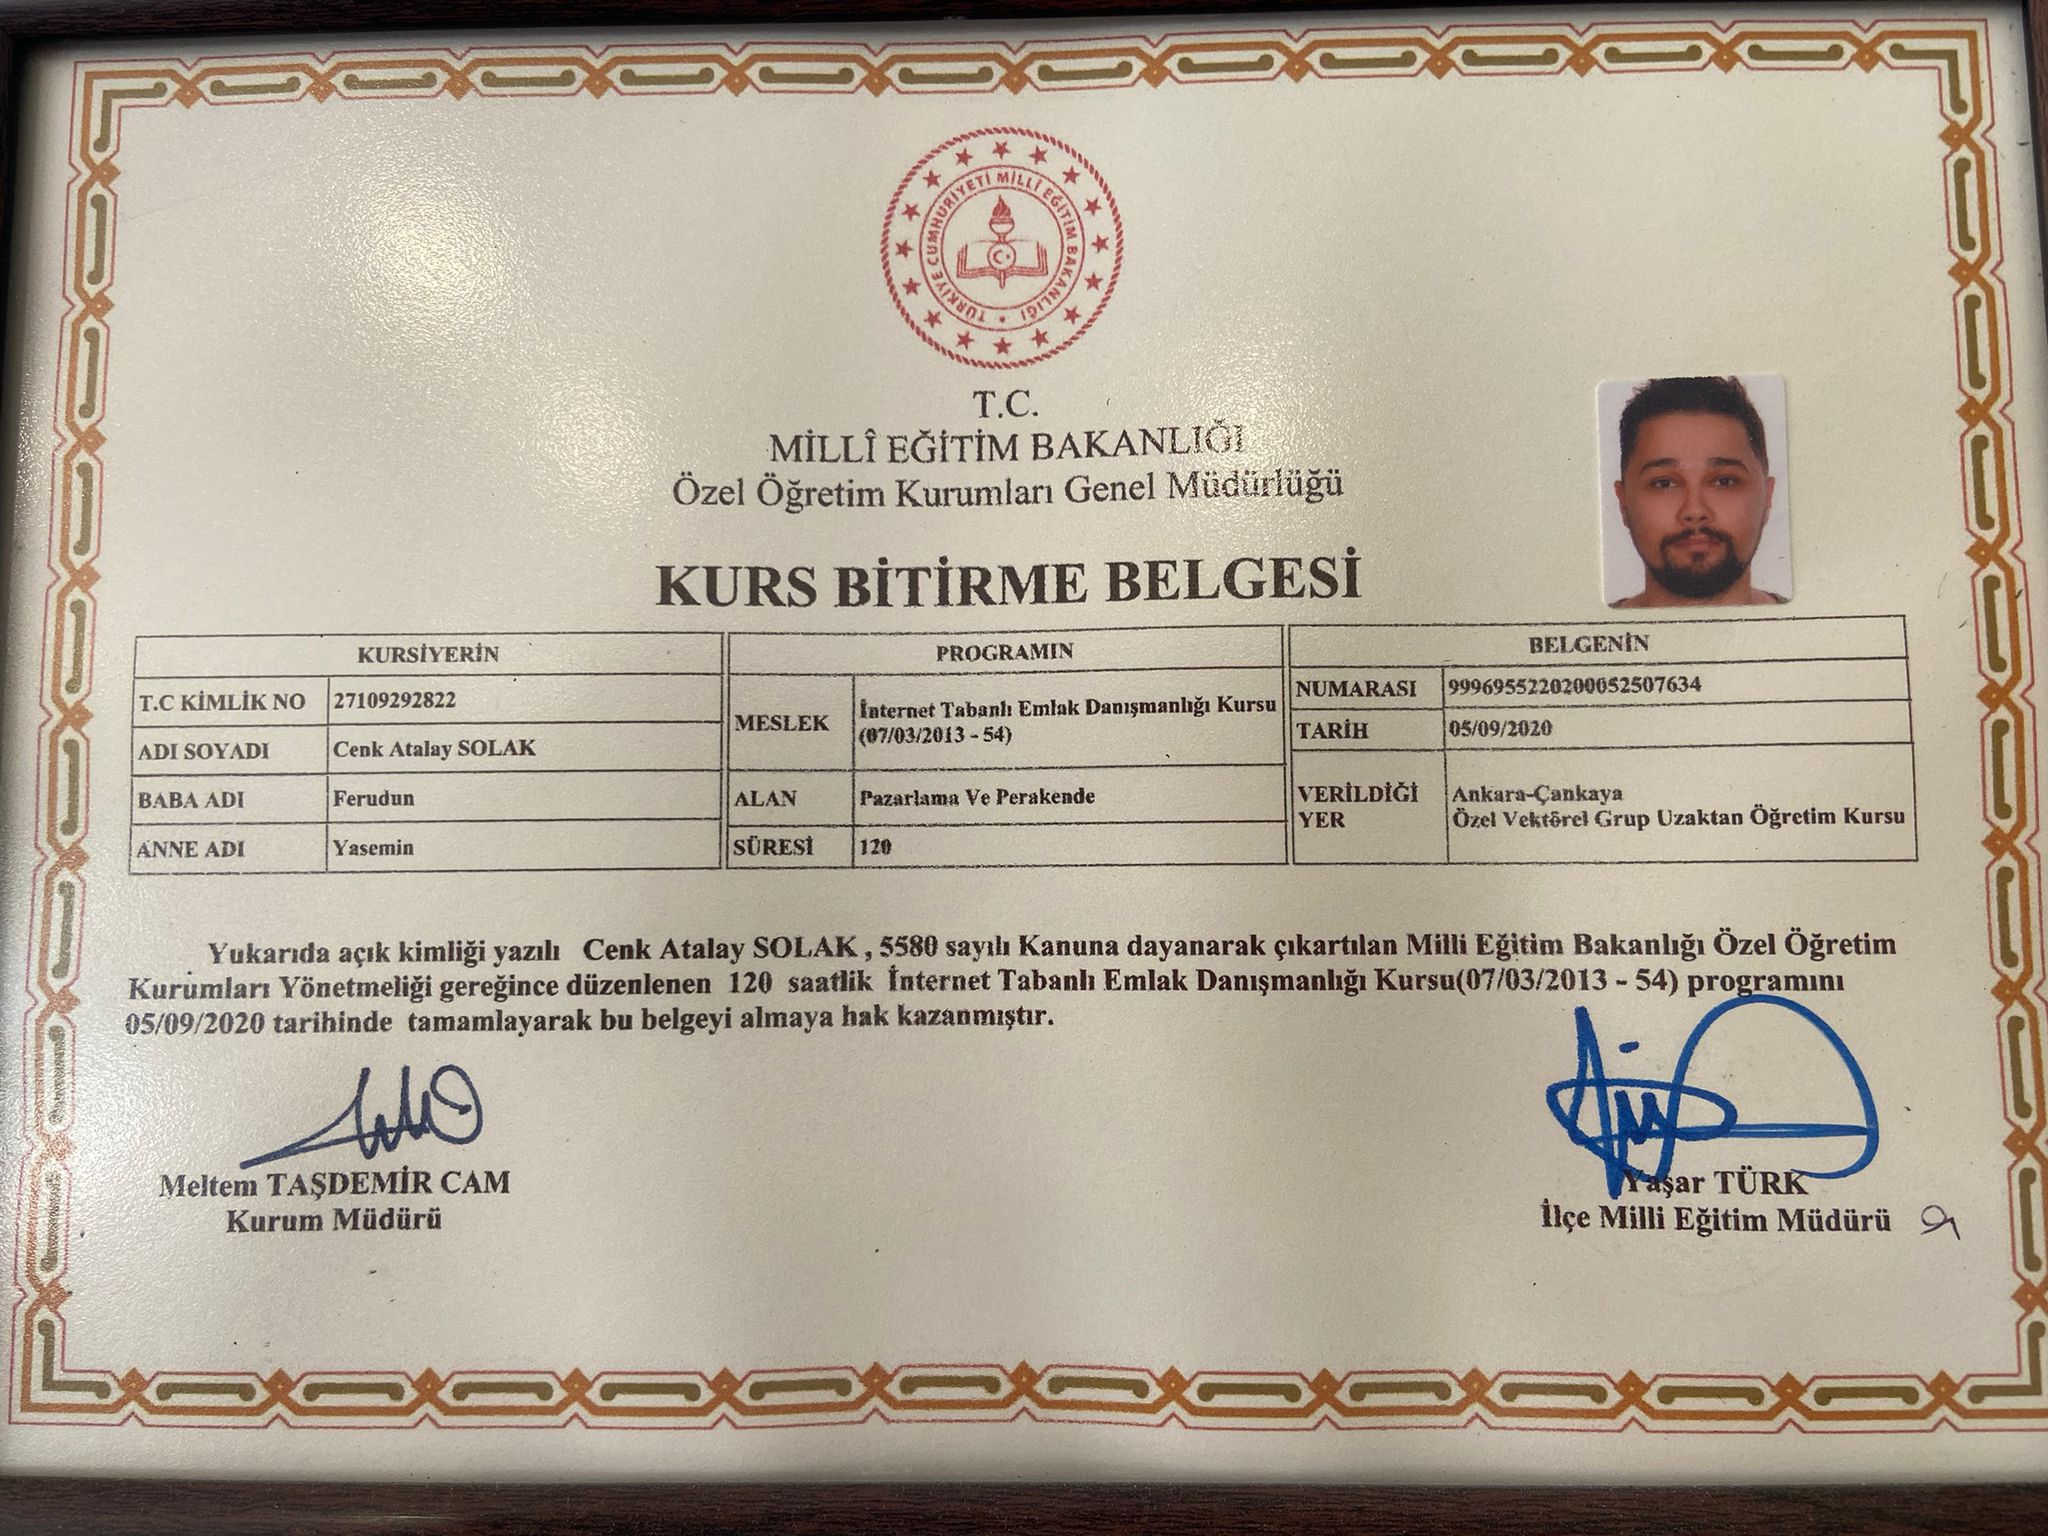 TÜRKİYE CUMHURİYETİ MİLLİ EĞİTİM BAKANLIĞI
T.C.
MİLLÎ EĞİTİM BAKANLIĞI
Özel Öğretim Kurumları Genel Müdürlüğü
KURS BİTİRME BELGESİ
KURSİYERİN
T.C KİMLİK NO 27109292822
ADI SOYADI Cenk Atalay SOLAK
BABA ADI Ferudun
ANNE ADI Yasemin
PROGRAMIN
MESLEK İnternet Tabanlı Emlak Danışmanlığı Kursu
(07/03/2013 - 54)
ALAN Pazarlama Ve Perakende
SÜRESİ 120
BELGENİN
NUMARASI 9996955220200052507634
TARİH 05/09/2020
VERİLDİĞİ YER Ankara-Çankaya
Özel Vektörel Grup Uzaktan Öğretim Kursu
Yukarıda açık kimliği yazılı Cenk Atalay SOLAK , 5580 sayılı Kanuna dayanarak çıkartılan Milli Eğitim Bakanlığı Özel Öğretim
Kurumları Yönetmeliği gereğince düzenlenen 120 saatlik İnternet Tabanlı Emlak Danışmanlığı Kursu(07/03/2013 - 54) programını
05/09/2020 tarihinde tamamlayarak bu belgeyi almaya hak kazanmıştır.
Meltem TAŞDEMİR CAM
Kurum Müdürü
Yaşar TÜRK
İlçe Milli Eğitim Müdürü